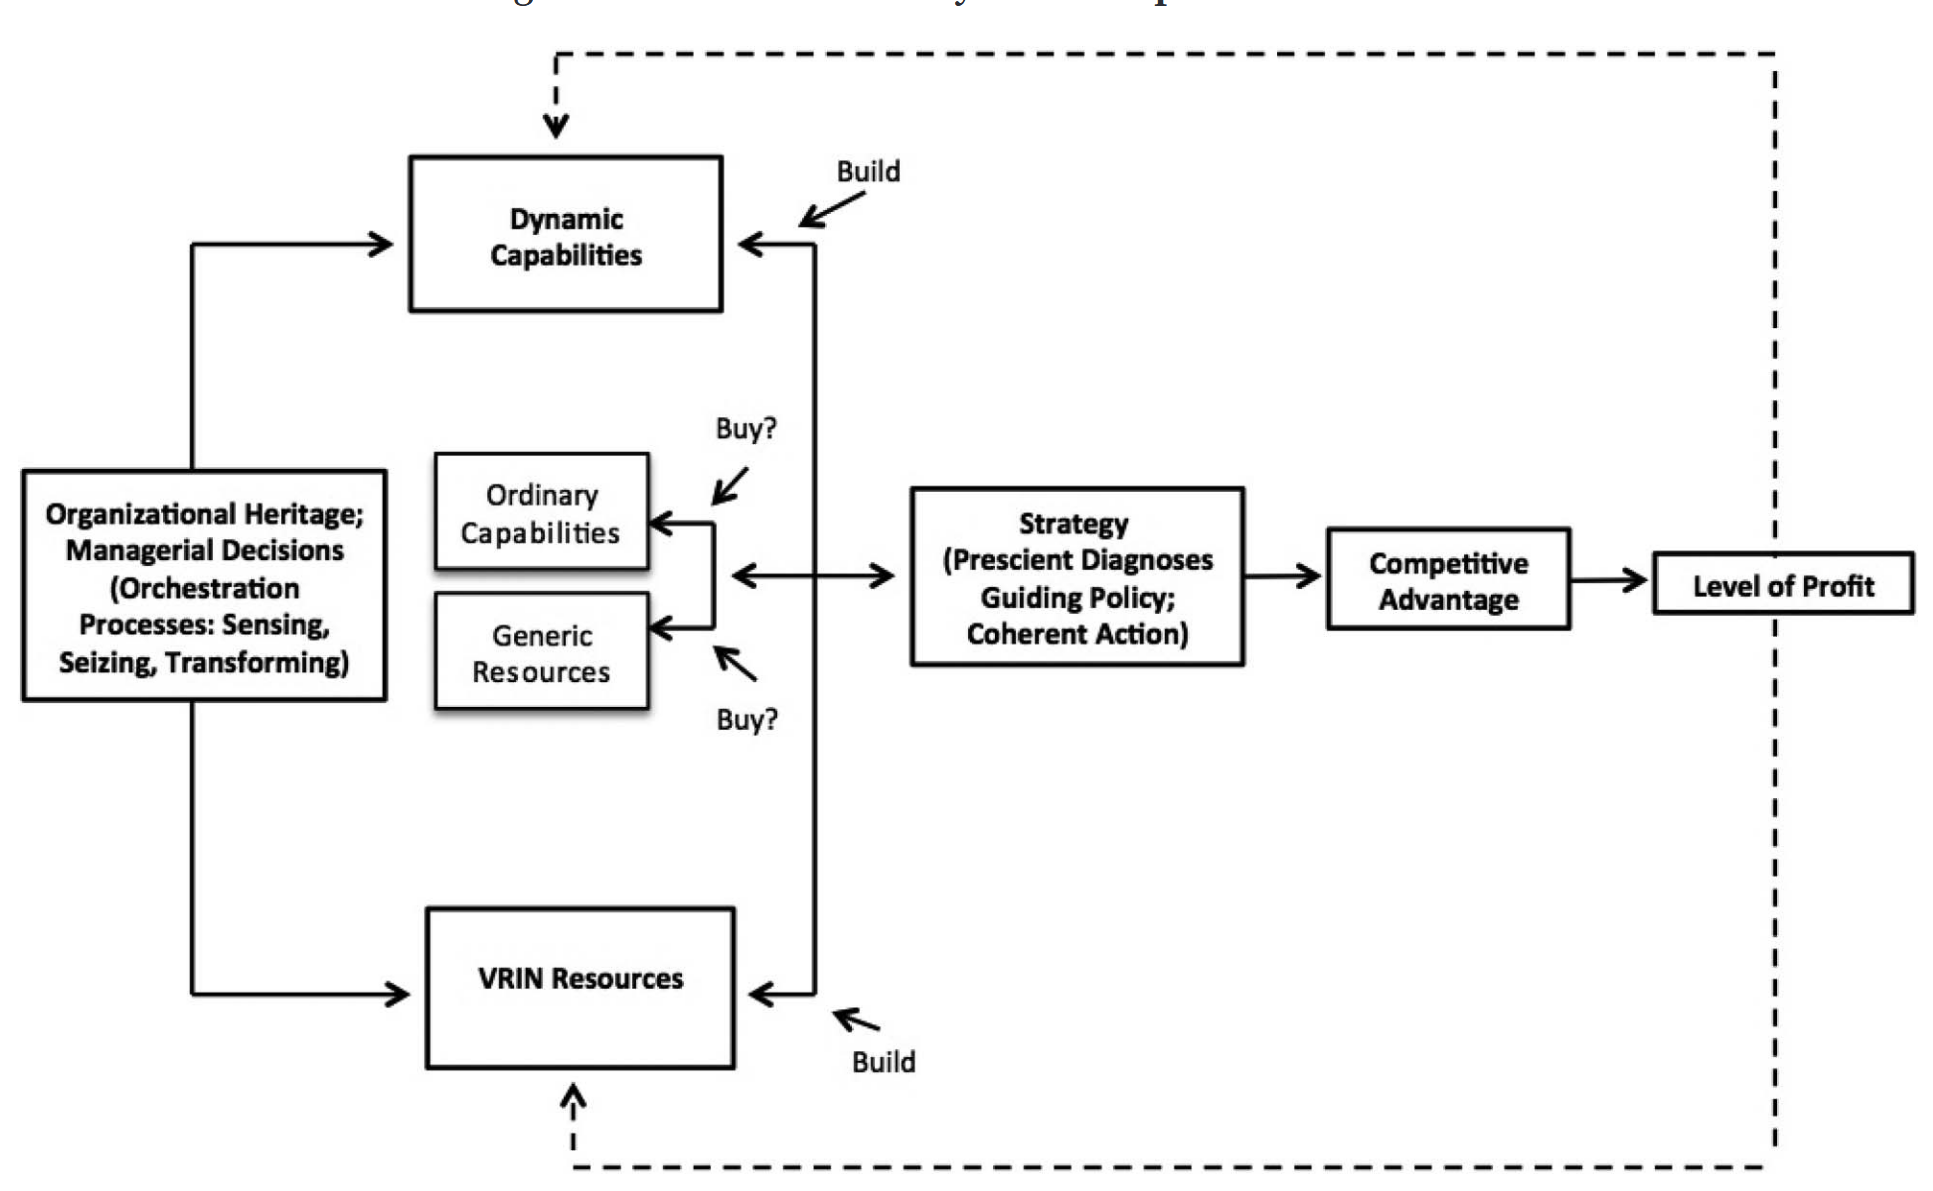 Build
Dynamic
Capabilities
Buy?
Ordinary
Capabilities
Organizational Heritage;
Managerial Decisions
(Orchestration
Processes: Sensing,
Seizing, Transforming)
Generic
Resources
Buy?
Strategy
(Prescient Diagnoses
Guiding Policy;
Coherent Action)
Competitive
Advantage
Level of Profit
VRIN Resources
Build